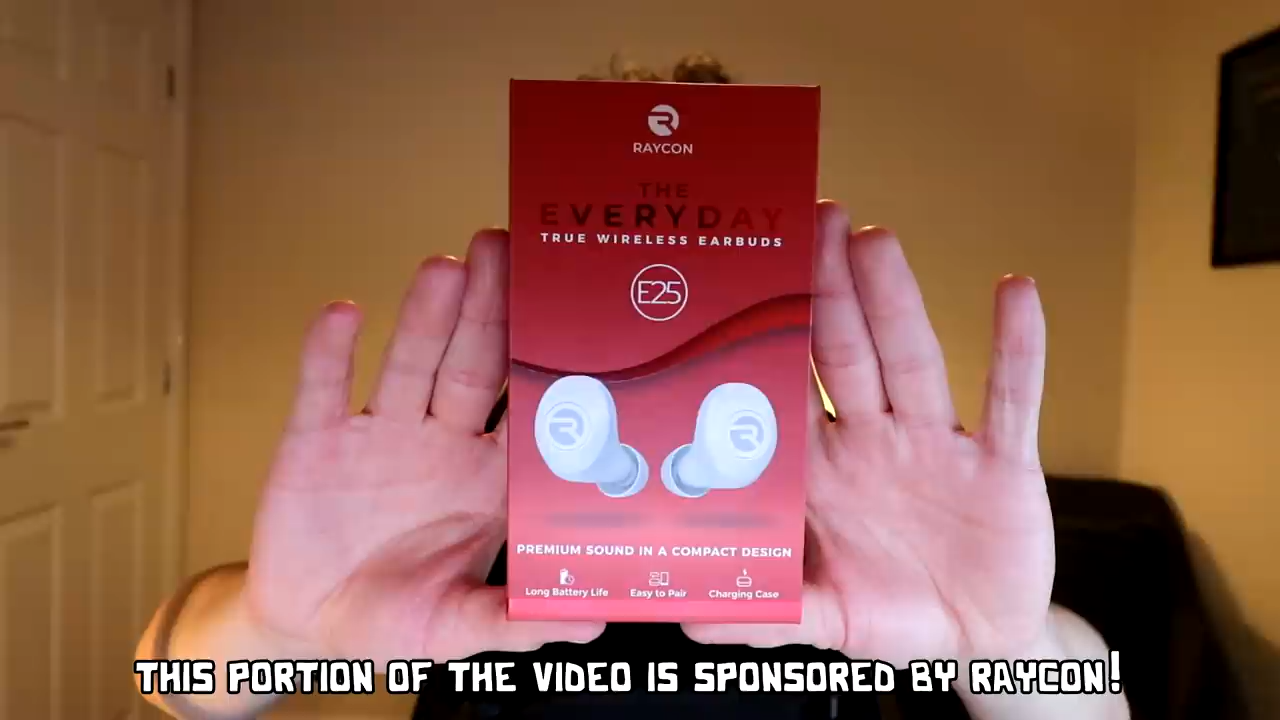 RAYCON
THE
EVERYDAY
TRUE WIRELESS EARBUDS
E25
PREMIUM SOUND IN A COMPACT DESIGN
Long Battery Life Easy to Pair Charging Case
THIS PORTION OF THE VIDEO IS SPONSORED BY RAYCON!